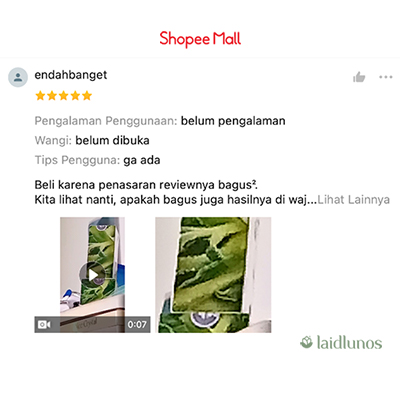 Shopee Mall
endahbanget
Pengalaman Penggunaan: belum pengalaman
Wangi: belum dibuka
Tips Pengguna: ga ada
Beli karena penasaran reviewnya bagus².
Kita lihat nanti, apakah bagus juga hasilnya di waj...Lihat Lainnya
0:07
laidlunos